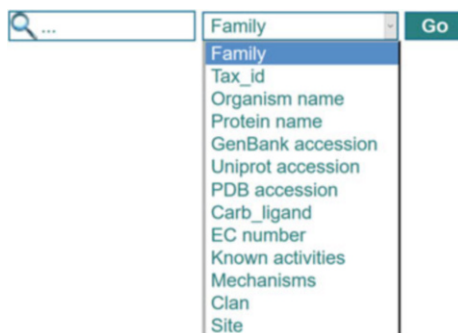 ... Family Go
Family
Tax_id
Organism name
Protein name
GenBank accession
Uniprot accession
PDB accession
Carb_ligand
EC number
Known activities
Mechanisms
Clan
Site